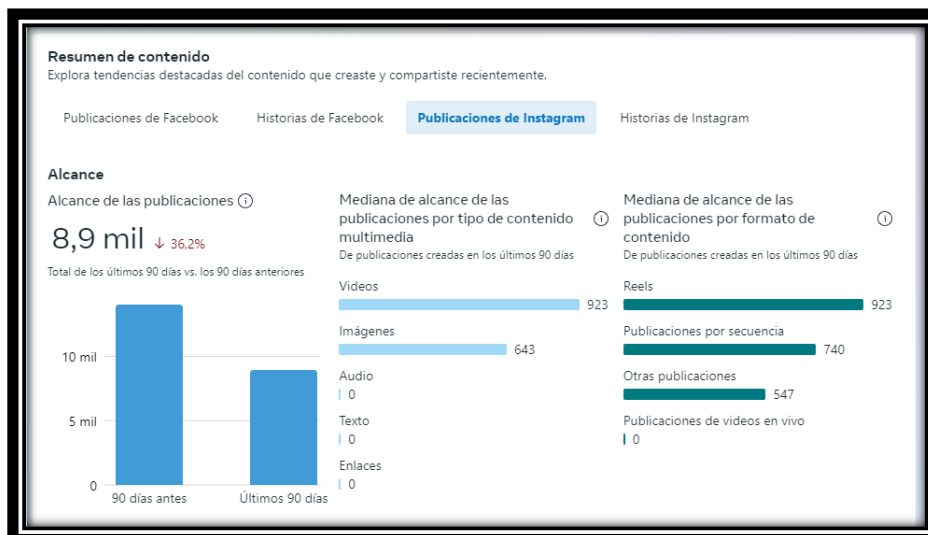 Resumen de contenido
Explora tendencias destacadas del contenido que creaste y compartiste recientemente.
Publicaciones de Facebook
Historias de Facebook
Publicaciones de Instagram
Historias de Instagram
Alcance
Alcance de las publicaciones
8,9 mil ↓ 36,2%
Total de los últimos 90 días vs. los 90 días anteriores
10 mil
5 mil
0
90 días antes
Últimos 90 días
Mediana de alcance de las
publicaciones por tipo de contenido
multimedia
De publicaciones creadas en los últimos 90 días
Videos
923
Imágenes
643
Audio
0
Texto
0
Enlaces
0
Mediana de alcance de las
publicaciones por formato de
contenido
De publicaciones creadas en los últimos 90 días
Reels
923
Publicaciones por secuencia
740
Otras publicaciones
547
Publicaciones de videos en vivo
0